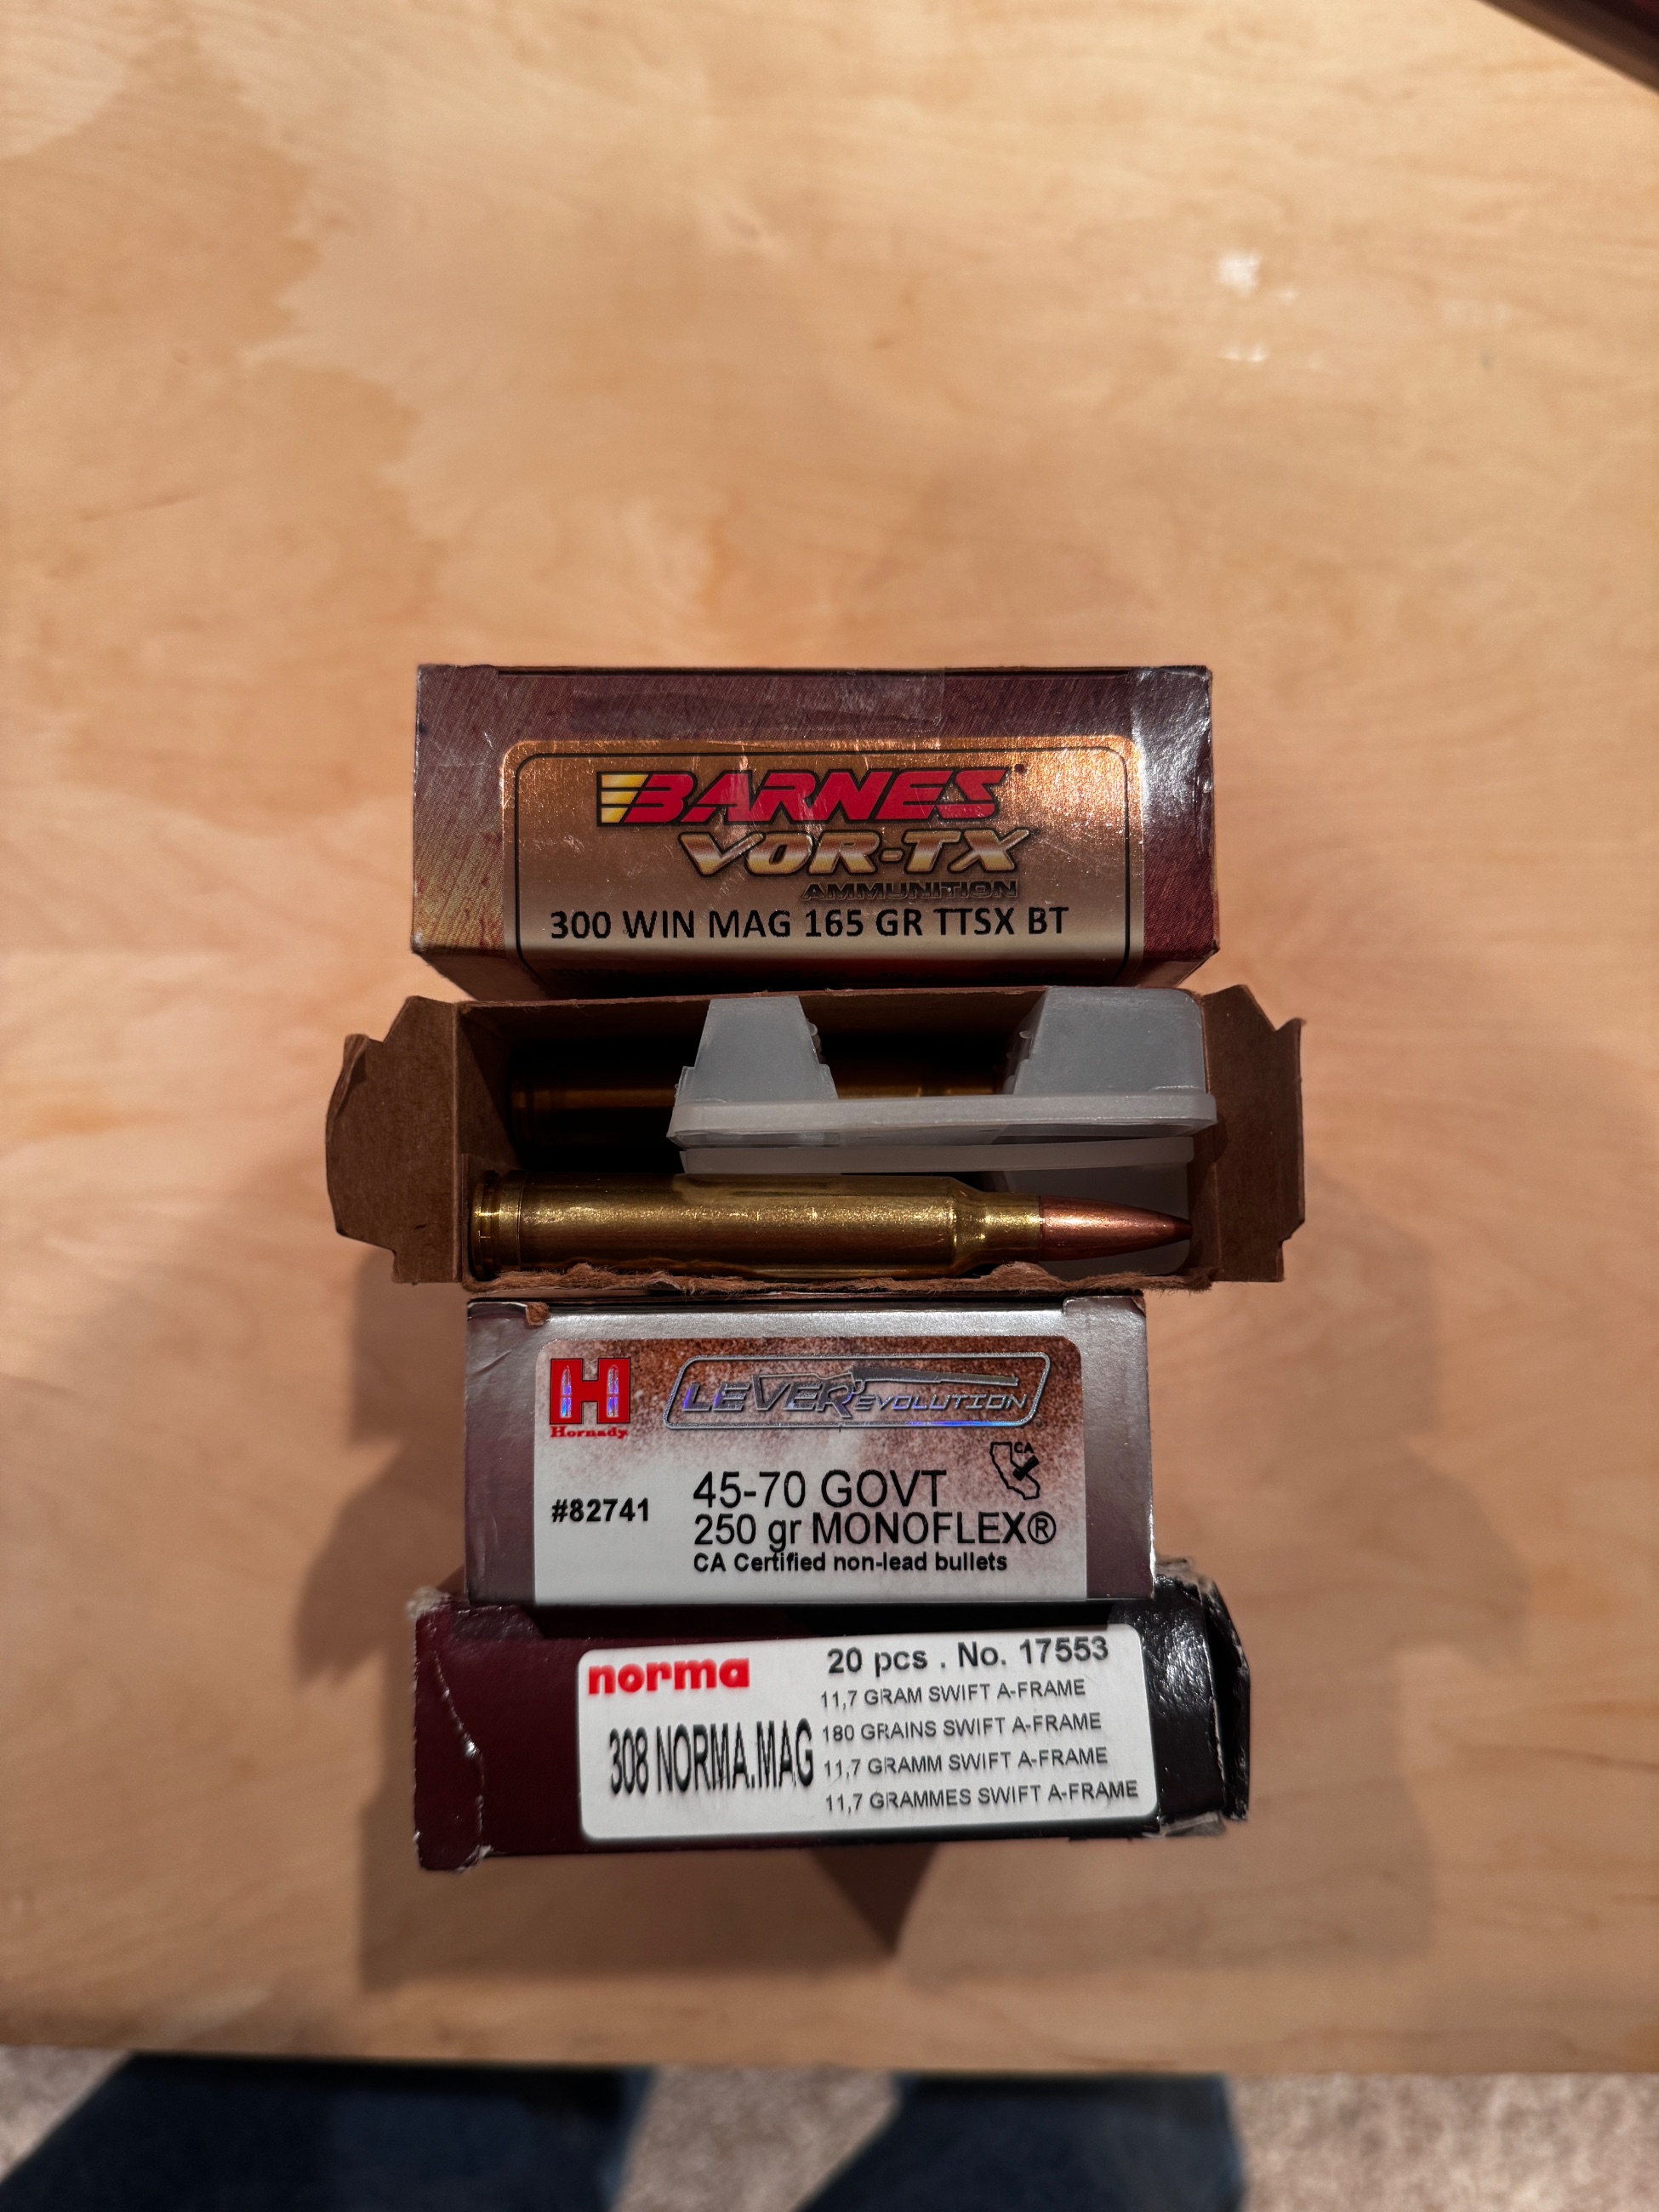 BARNES
VOR-TX
AMMUNITION
300 WIN MAG 165 GR TTSX BT
H
Hornady
LEVERevolution
CA
#82741
45-70 GOVT
250 gr MONOFLEX®
CA Certified non-lead bullets
norma
308 NORMA.MAG
20 pcs . No. 17553
11,7 GRAM SWIFT A-FRAME
180 GRAINS SWIFT A-FRAME
11,7 GRAMM SWIFT A-FRAME
11,7 GRAMMES SWIFT A-FRAME